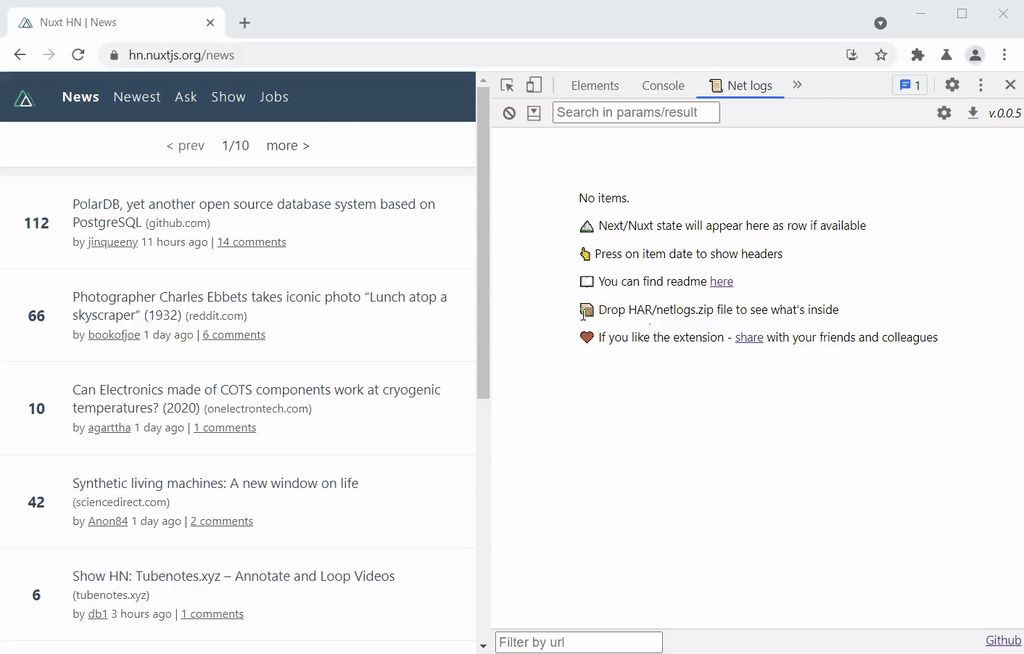 Nuxt HN | News
hn.nuxtjs.org/news
News Newest Ask Show Jobs
< prev 1/10 more >
112
PolarDB, yet another open source database system based on
PostgreSQL (github.com)
by jinqueeny 11 hours ago | 14 comments
66
Photographer Charles Ebbets takes iconic photo “Lunch atop a
skyscraper” (1932) (reddit.com)
by bookofjoe 1 day ago | 6 comments
10
Can Electronics made of COTS components work at cryogenic
temperatures? (2020) (onelectrontech.com)
by agarttha 1 day ago | 1 comments
42
Synthetic living machines: A new window on life
(sciencedirect.com)
by Anon84 1 day ago | 2 comments
6
Show HN: Tubenotes.xyz – Annotate and Loop Videos
(tubenotes.xyz)
by db1 3 hours ago | 1 comments
Elements Console Net logs » 1
Search in params/result v.0.0.5
No items.
Next/Nuxt state will appear here as row if available
Press on item date to show headers
You can find readme here
Drop HAR/netlogs.zip file to see what's inside
If you like the extension - share with your friends and colleagues
Filter by url Github